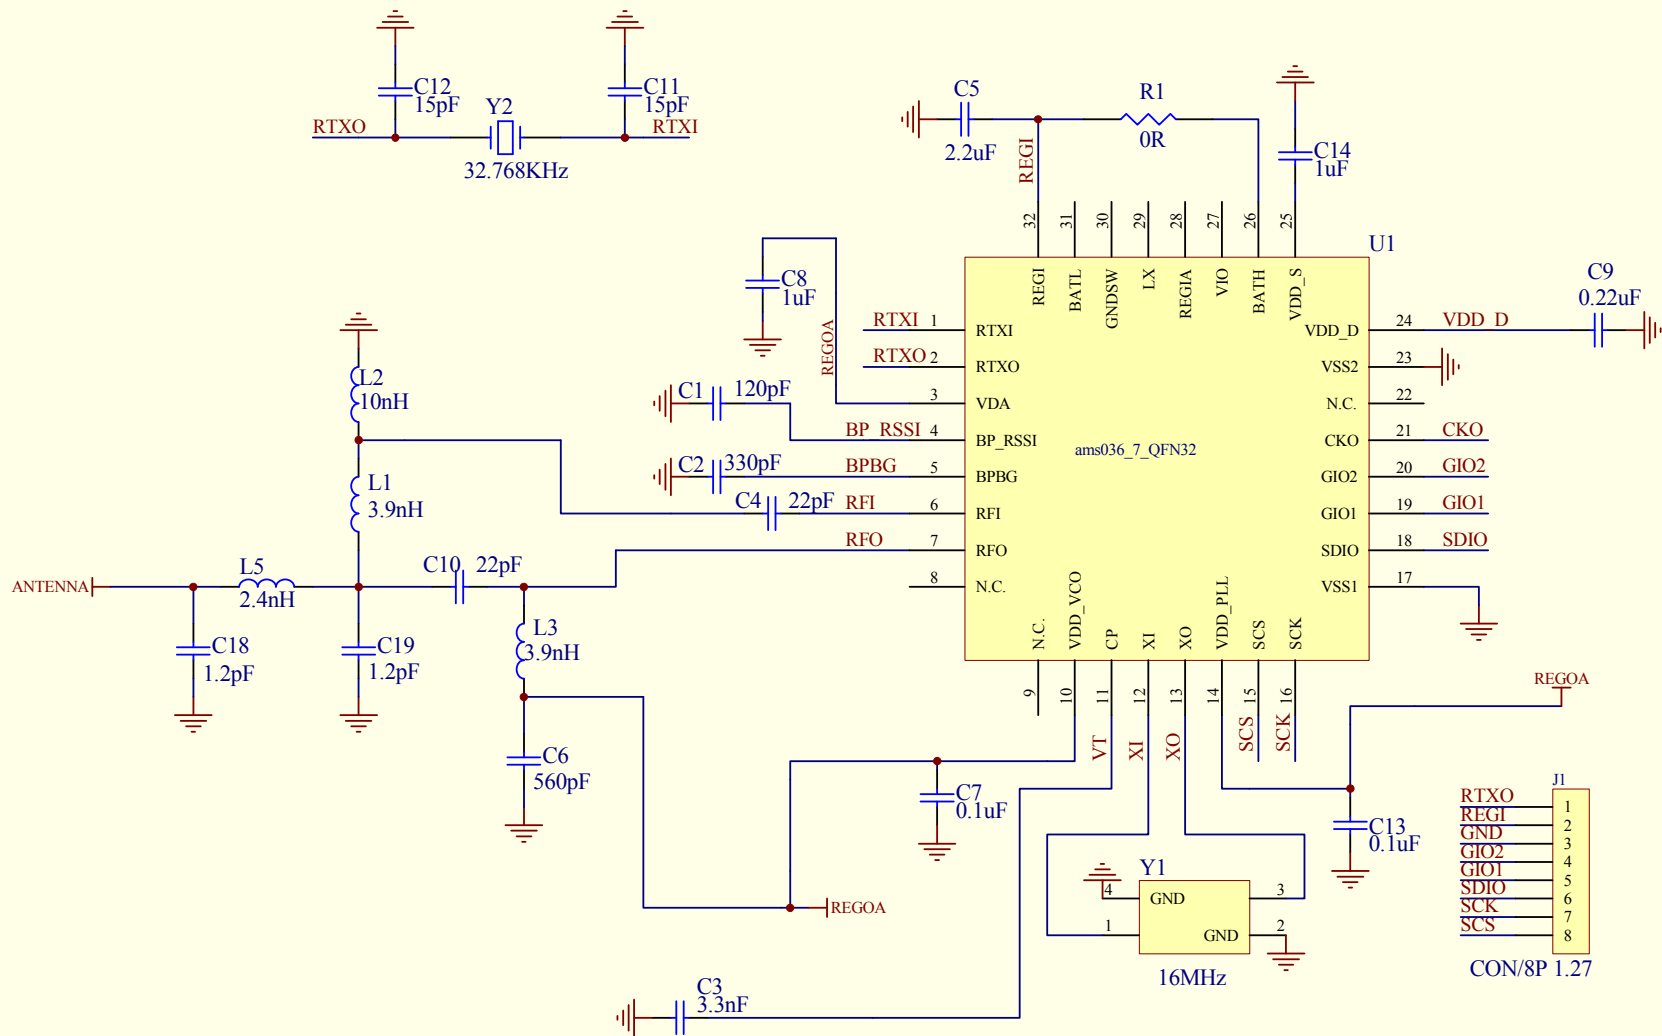 C12
15pF
C11
15pF
Y2
RTXO
RTXI
32.768KHz
C5
2.2uF
R1
0R
REGI
C14
1uF
32
31
30
29
28
27
26
25
U1
REGI
BATL
GNDSW
LX
REGIA
VIO
BATH
VDD_S
C8
1uF
REGOA
C9
0.22uF
RTXI 1 RTXI
RTXO 2 RTXO
3 VDA
C1 120pF
BP_RSSI 4 BP_RSSI
C2 330pF BPBG 5 BPBG
C4 22pF RFI 6 RFI
RFO 7 RFO
8 N.C.
ams036_7_QFN32
VDD_D 24 VDD_D
VSS2 23
N.C. 22
CKO 21 CKO
GIO2 20 GIO2
GIO1 19 GIO1
SDIO 18 SDIO
VSS1 17
L2
10nH
L1
3.9nH
L5
2.4nH
C10 22pF
ANTENNA
C18
1.2pF
C19
1.2pF
L3
3.9nH
C6
560pF
N.C.
VDD_VCO
CP
XI
XO
VDD_PLL
SCS
SCK
9
10
11
12
13
14
15
16
VT
XI
XO
SCS
SCK
REGOA
C7
0.1uF
C13
0.1uF
REGOA
Y1
4 GND 3
1 GND 2
16MHz
C3
3.3nF
J1
RTXO 1
REGI 2
GND 3
GIO2 4
GIO1 5
SDIO 6
SCK 7
SCS 8
CON/8P 1.27